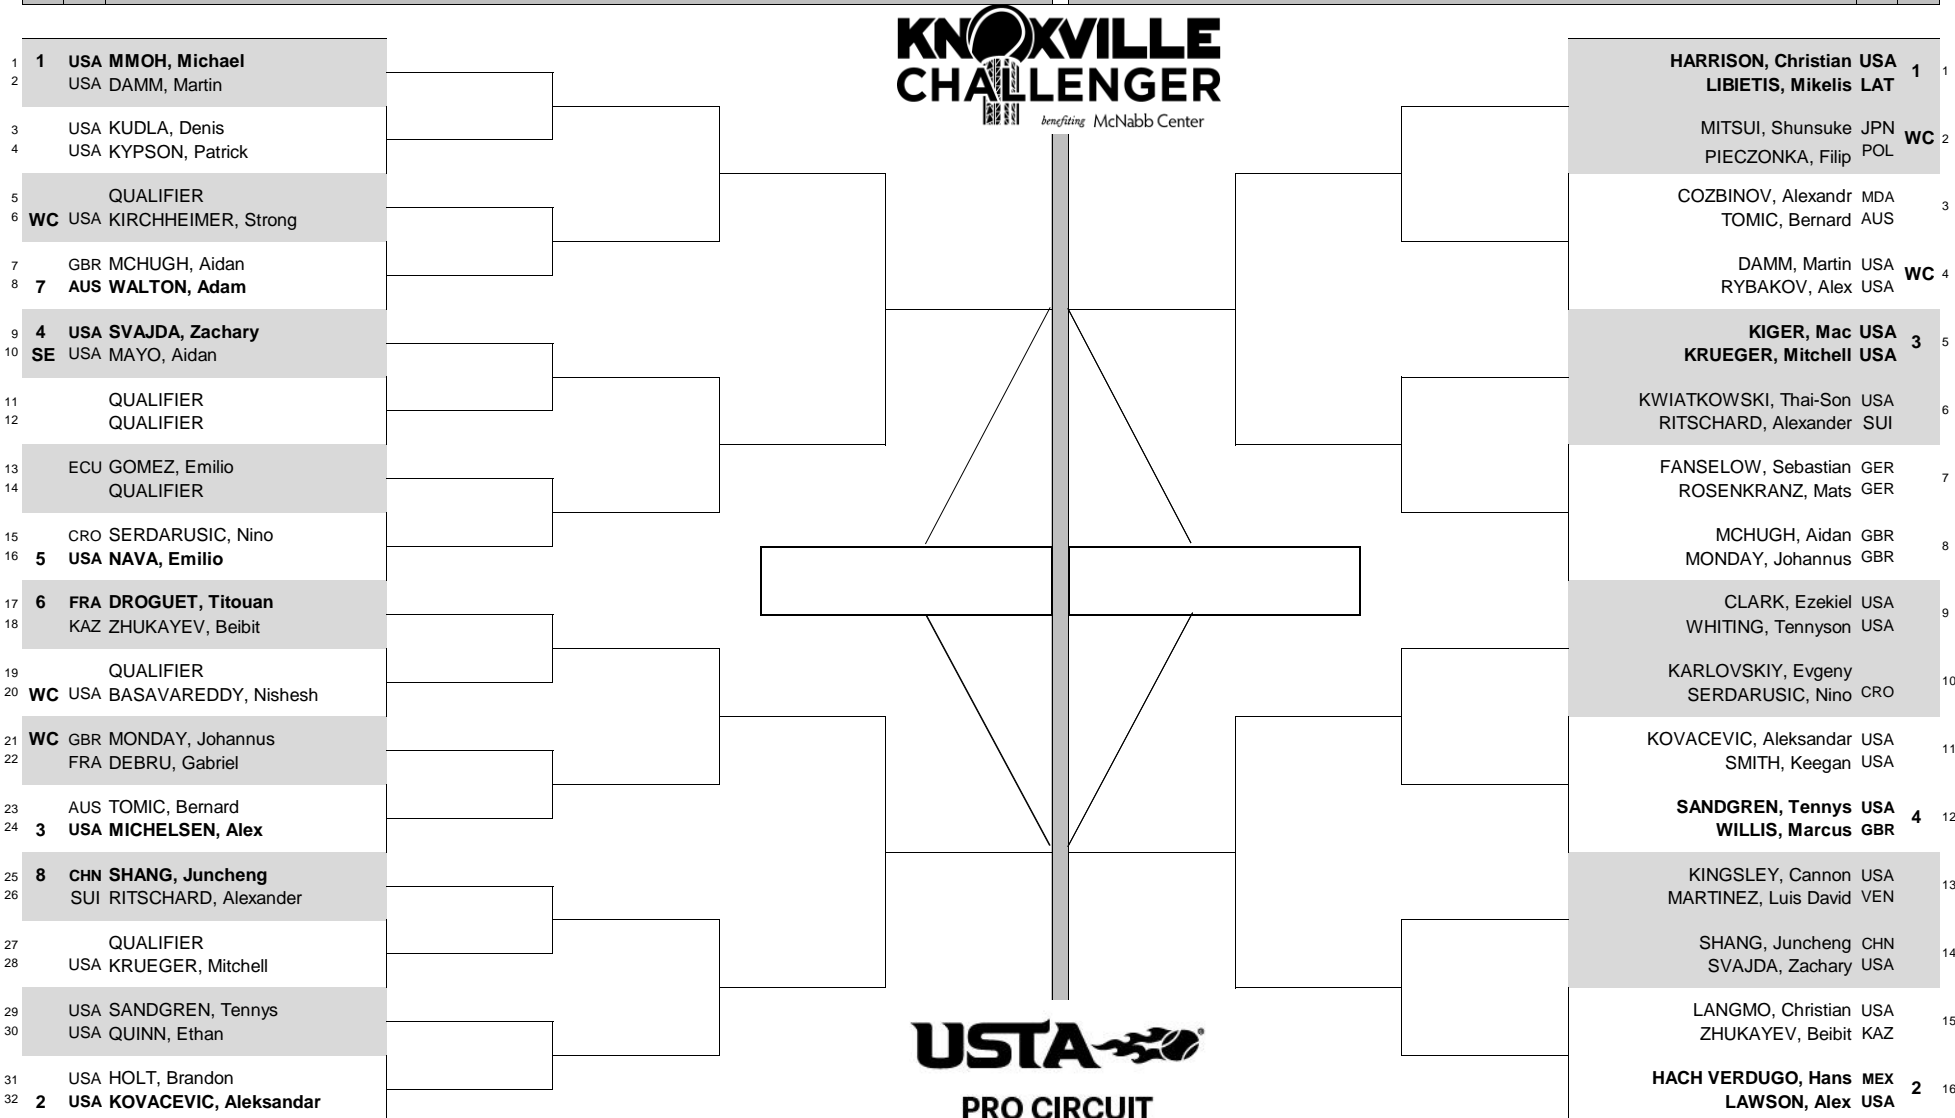 KNOXVILLE
CHALLENGER
benefiting McNabb Center
1 1 USA MMOH, Michael
2 USA DAMM, Martin
3 USA KUDLA, Denis
4 USA KYPSON, Patrick
5 QUALIFIER
6 WC USA KIRCHHEIMER, Strong
7 GBR MCHUGH, Aidan
8 7 AUS WALTON, Adam
9 4 USA SVAJDA, Zachary
10 SE USA MAYO, Aidan
11 QUALIFIER
12 QUALIFIER
13 ECU GOMEZ, Emilio
14 QUALIFIER
15 CRO SERDARUSIC, Nino
16 5 USA NAVA, Emilio
17 6 FRA DROGUET, Titouan
18 KAZ ZHUKAYEV, Beibit
19 QUALIFIER
20 WC USA BASAVAREDDY, Nishesh
21 WC GBR MONDAY, Johannus
22 FRA DEBRU, Gabriel
23 AUS TOMIC, Bernard
24 3 USA MICHELSEN, Alex
25 8 CHN SHANG, Juncheng
26 SUI RITSCHARD, Alexander
27 QUALIFIER
28 USA KRUEGER, Mitchell
29 USA SANDGREN, Tennys
30 USA QUINN, Ethan
31 USA HOLT, Brandon
32 2 USA KOVACEVIC, Aleksandar
HARRISON, Christian USA
LIBIETIS, Mikelis LAT
1 1
MITSUI, Shunsuke JPN
PIECZONKA, Filip POL
WC 2
COZBINOV, Alexandr MDA
TOMIC, Bernard AUS
3
DAMM, Martin USA
RYBAKOV, Alex USA
WC 4
KIGER, Mac USA
KRUEGER, Mitchell USA
3 5
KWIATKOWSKI, Thai-Son USA
RITSCHARD, Alexander SUI
6
FANSELOW, Sebastian GER
ROSENKRANZ, Mats GER
7
MCHUGH, Aidan GBR
MONDAY, Johannus GBR
8
CLARK, Ezekiel USA
WHITING, Tennyson USA
9
KARLOVSKIY, Evgeny
SERDARUSIC, Nino CRO
10
KOVACEVIC, Aleksandar USA
SMITH, Keegan USA
11
SANDGREN, Tennys USA
WILLIS, Marcus GBR
4 12
KINGSLEY, Cannon USA
MARTINEZ, Luis David VEN
13
SHANG, Juncheng CHN
SVAJDA, Zachary USA
14
LANGMO, Christian USA
ZHUKAYEV, Beibit KAZ
15
HACH VERDUGO, Hans MEX
LAWSON, Alex USA
2 16
USTA
PRO CIRCUIT